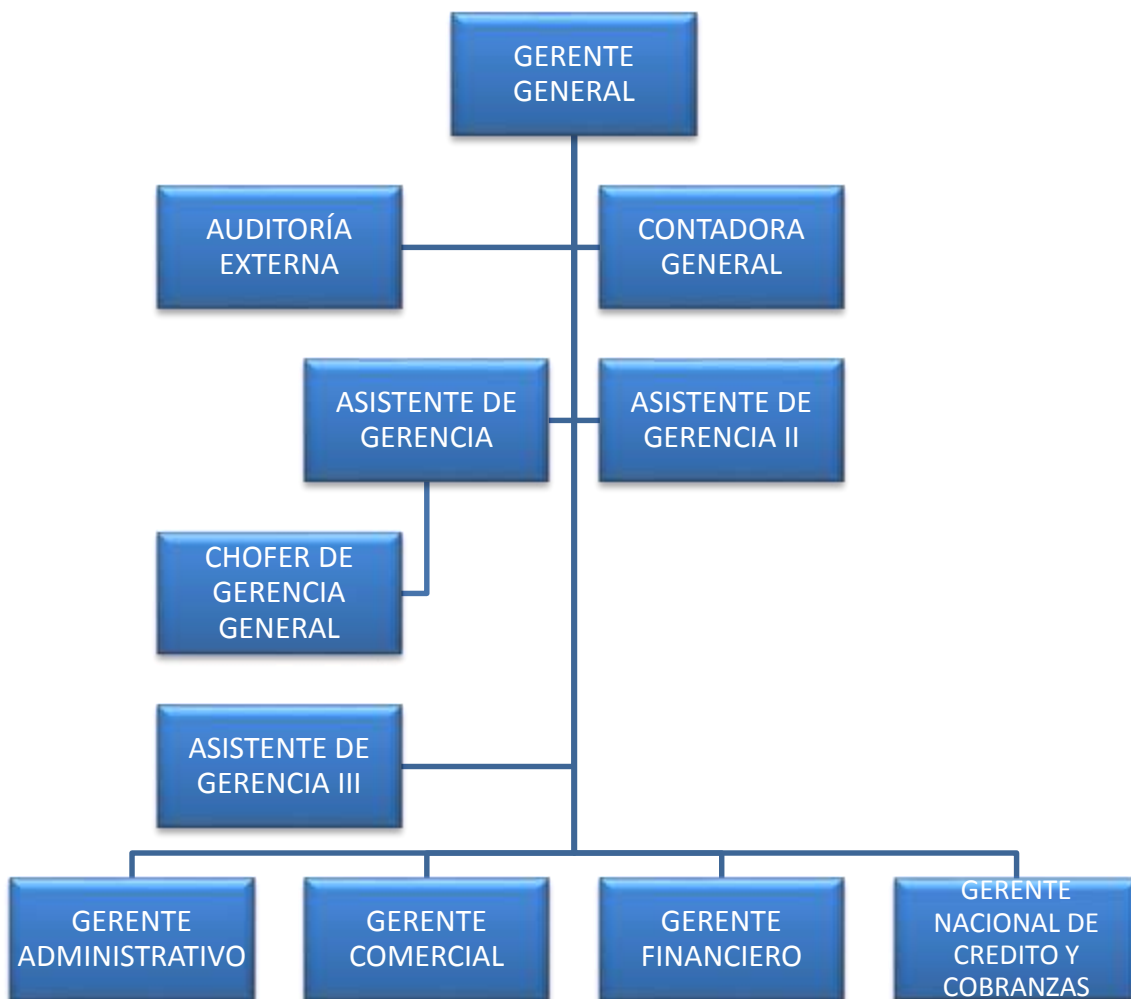 GERENTE
GENERAL
AUDITORÍA
EXTERNA
CONTADORA
GENERAL
ASISTENTE DE
GERENCIA
ASISTENTE DE
GERENCIA II
CHOFER DE
GERENCIA
GENERAL
ASISTENTE DE
GERENCIA III
GERENTE
ADMINISTRATIVO
GERENTE
COMERCIAL
GERENTE
FINANCIERO
GERENTE
NACIONAL DE
CREDITO Y
COBRANZAS